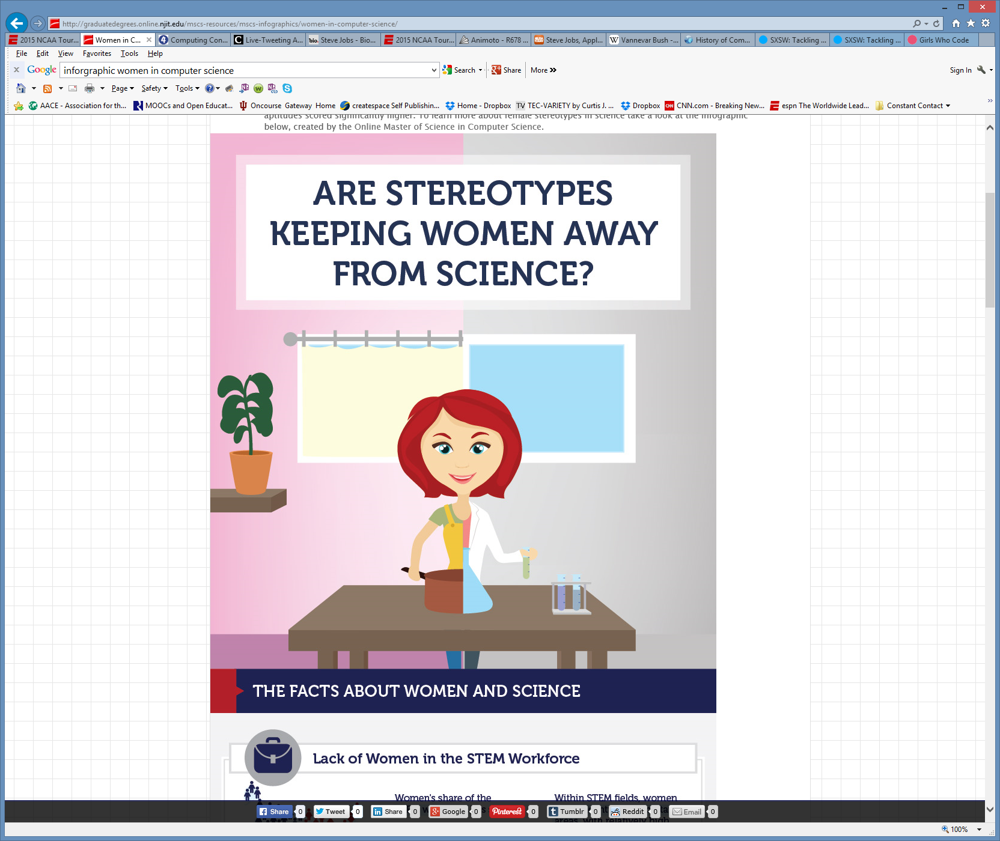 http://graduatedegrees.online.njit.edu/mscs-resources/mscs-infographics/women-in-computer-science/
2015 NCAA Tour... Women in C... Computing Con... Live-Tweeting A... bio. Steve Jobs - Bio... 2015 NCAA Tour... Animoto - R678 ... Steve Jobs, Appl... Vannevar Bush -... History of Com... SXSW: Tackling ... SXSW: Tackling ... Girls Who Code
File Edit View Favorites Tools Help
x Google inforgraphic women in computer science Search Share More » Sign In
Page Safety Tools
AACE - Association for th... MOOCs and Open Educat... Oncourse Gateway Home createspace Self Publishin... Home - Dropbox TV TEC-VARIETY by Curtis J. ... Dropbox CNN CNN.com - Breaking New... espn The Worldwide Lead... Constant Contact
aptitudes scored significantly higher. To learn more about female stereotypes in science take a look at the infographic
below, created by the Online Master of Science in Computer Science.
ARE STEREOTYPES
KEEPING WOMEN AWAY
FROM SCIENCE?
THE FACTS ABOUT WOMEN AND SCIENCE
Lack of Women in the STEM Workforce
Women's share of the
Within STEM fields, women
areas, with relatively high
Share 0 Tweet 0 Share 0 Google 0 Pinterest 0 Tumblr 0 Reddit 0 Email 0
100%